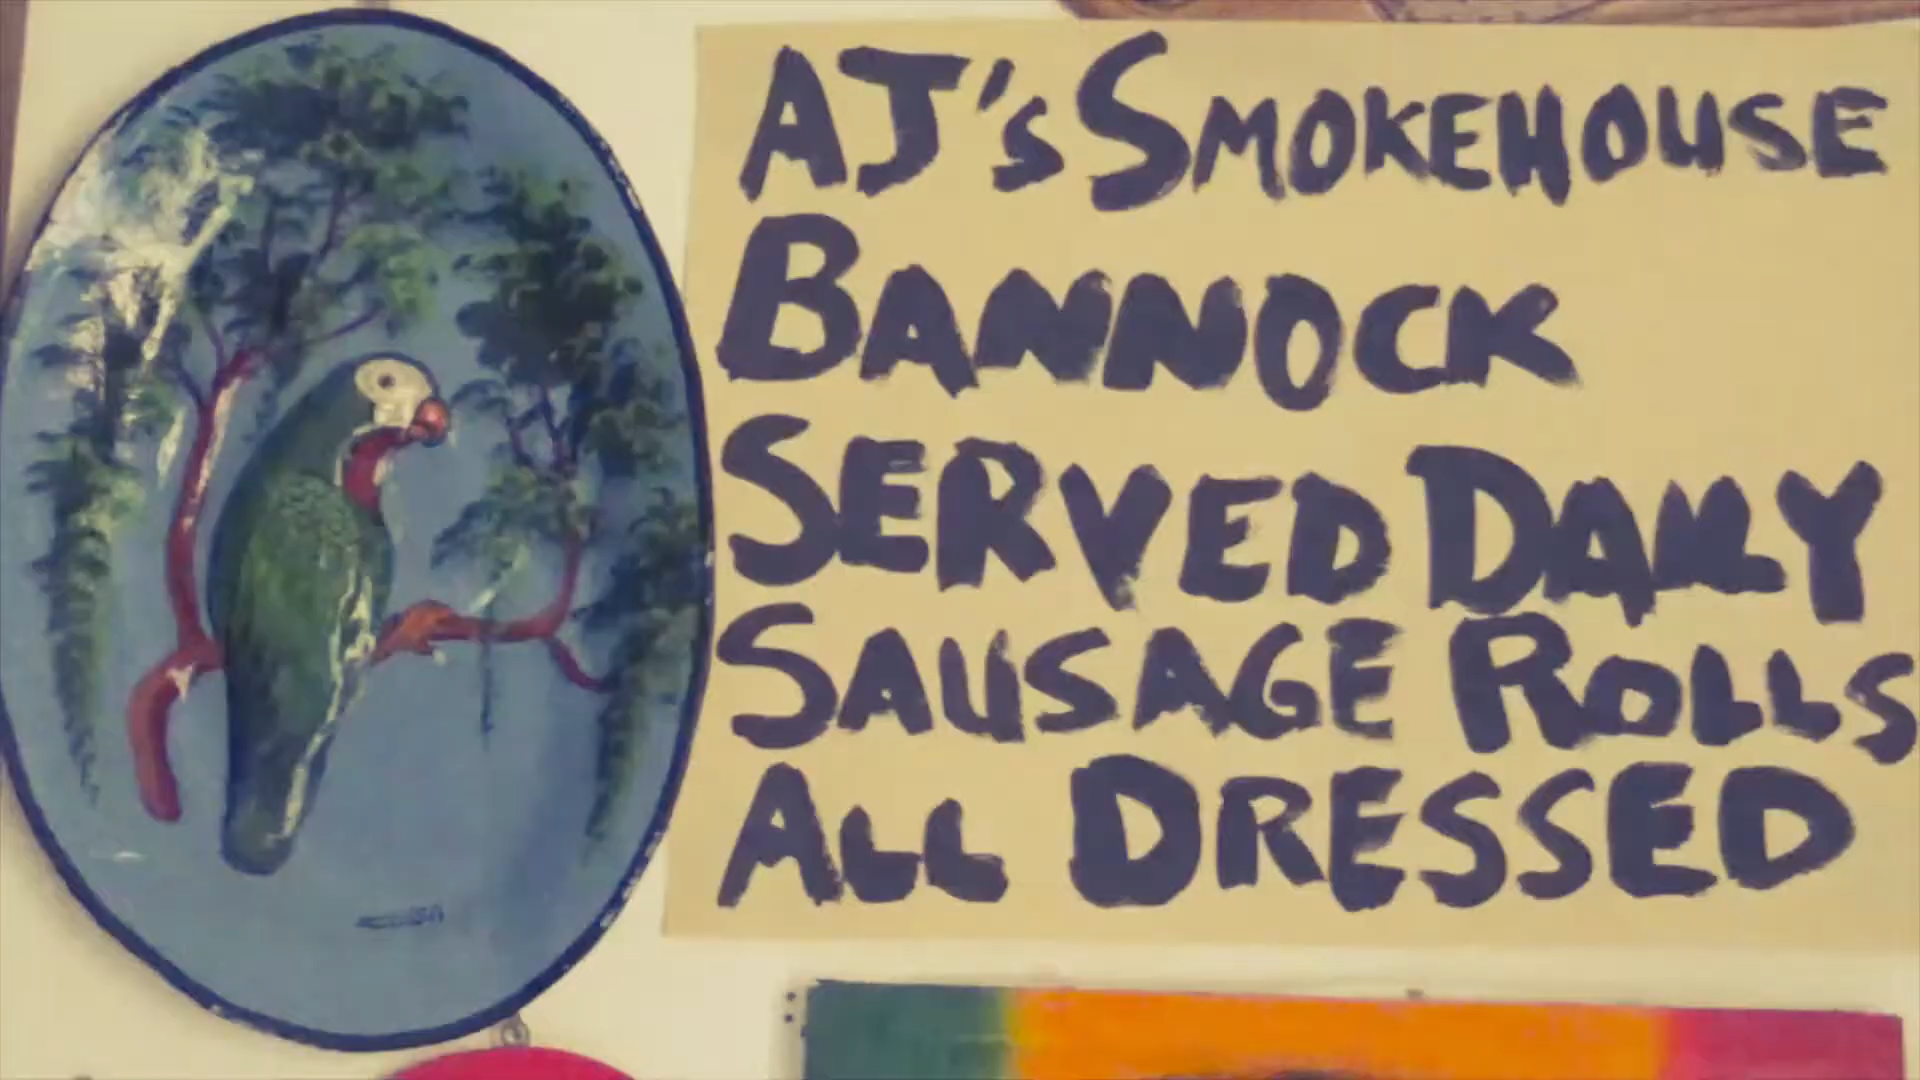 AJ's SMOKEHOUSE
BANNOCK
SERVED DAILY
SAUSAGE ROLLS
ALL DRESSED